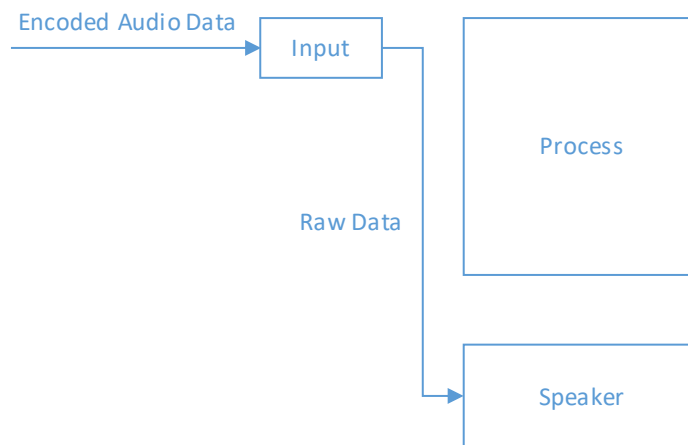 Encoded Audio Data
Input
Process
Raw Data
Speaker